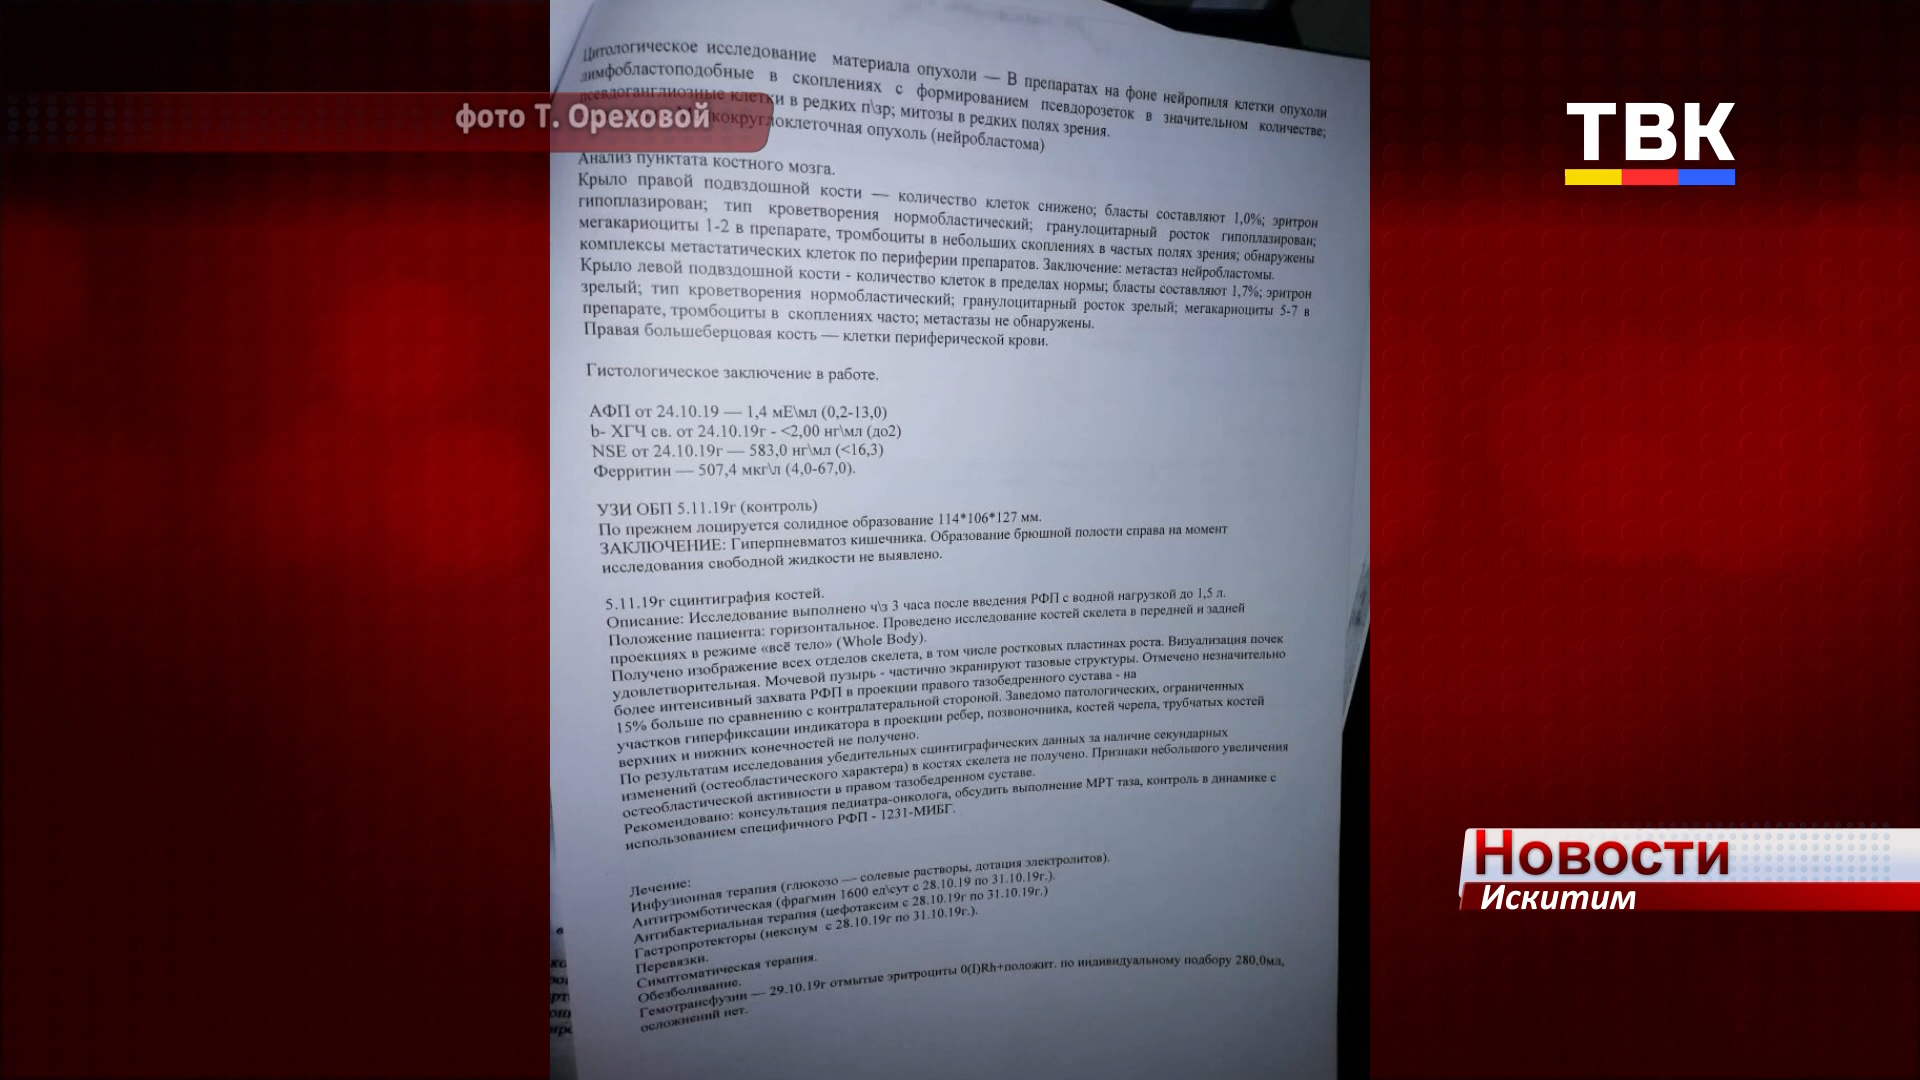 Цитологическое исследование материала опухоли — В препаратах на фоне нейропиля клетки опухоли
лимфобластоподобные в скоплениях с формированием псевдорозеток в значительном количестве;
псевдоганглиозные клетки в редких п\зр; митозы в редких полях зрения.
фото Т. Ореховой
опухоль (нейробластома)
Анализ пунктата костного мозга.
Крыло правой подвздошной кости — количество клеток снижено; бласты составляют 1,0%; эритрон
гипоплазирован; тип кроветворения нормобластический; гранулоцитарный росток гипоплазирован;
мегакариоциты 1-2 в препарате, тромбоциты в небольших скоплениях в частых полях зрения; обнаружены
комплексы метастатических клеток по периферии препаратов. Заключение: метастаз нейробластомы.
Крыло левой подвздошной кости - количество клеток в пределах нормы; бласты составляют 1,7%; эритрон
зрелый; тип кроветворения нормобластический; гранулоцитарный росток зрелый; мегакариоциты 5-7 в
препарате, тромбоциты в скоплениях часто; метастазы не обнаружены.
Правая большеберцовая кость — клетки периферической крови.
Гистологическое заключение в работе.
АФП от 24.10.19 — 1,4 мЕ\мл (0,2-13,0)
b- ХГЧ св. от 24.10.19г - <2,00 нг\мл (до2)
NSE от 24.10.19г — 583,0 нг\мл (<16,3)
Ферритин — 507,4 мкг\л (4,0-67,0).
УЗИ ОБП 5.11.19г (контроль)
По прежнем лоцируется солидное образование 114*106*127 мм.
ЗАКЛЮЧЕНИЕ: Гиперпневматоз кишечника. Образование брюшной полости справа на момент
исследования свободной жидкости не выявлено.
5.11.19г сцинтиграфия костей.
Описание: Исследование выполнено ч\з 3 часа после введения РФП с водной нагрузкой до 1,5 л.
Положение пациента: горизонтальное. Проведено исследование костей скелета в передней и задней
проекциях в режиме «всё тело» (Whole Body).
Получено изображение всех отделов скелета, в том числе ростковых пластинах роста. Визуализация почек
удовлетворительная. Мочевой пузырь - частично экранируют тазовые структуры. Отмечено незначительно
более интенсивный захвата РФП в проекции правого тазобедренного сустава - на
15% больше по сравнению с контралатеральной стороной. Заведомо патологических, ограниченных
участков гиперфиксации индикатора в проекции ребер, позвоночника, костей черепа, трубчатых костей
верхних и нижних конечностей не получено.
По результатам исследования убедительных сцинтиграфических данных за наличие секундарных
изменений (остеобластического характера) в костях скелета не получено. Признаки небольшого увеличения
остеобластической активности в правом тазобедренном суставе.
Рекомендовано: консультация педиатра-онколога, обсудить выполнение МРТ таза, контроль в динамике с
использованием специфичного РФП - 1231-МИБГ.
Лечение:
Инфузионная терапия (глюкозо — солевые растворы, дотация электролитов).
Антитромботическая (фрагмин 1600 ед\сут с 28.10.19 по 31.10.19г.).
Антибактериальная терапия (цефотаксим с 28.10.19г по 31.10.19г.)
Гастропротекторы (нексиум с 28.10.19г по 31.10.19г.).
Перевязки.
Симптоматическая терапия.
Обезболивание.
Гемотрансфузии — 29.10.19г отмытые эритроциты 0(I)Rh+положит. по индивидуальному подбору 280,0мл,
осложнений нет.
ТВК
Новости
Искитим